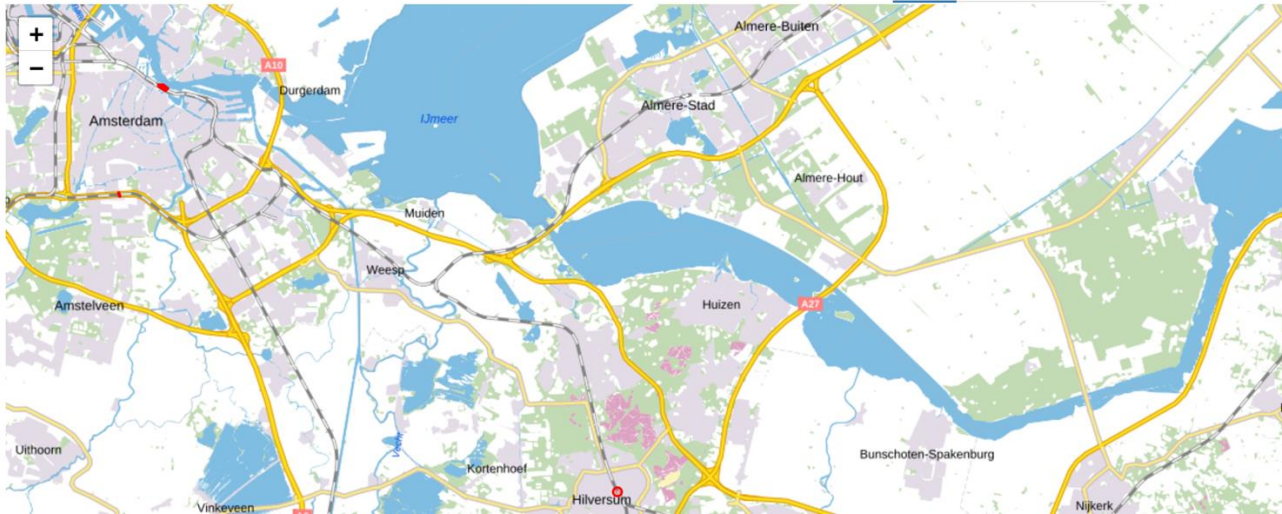 +
−
Almere-Buiten
A10
Durgerdam
Almere-Stad
Amsterdam
IJmeer
Almere-Hout
Muiden
Weesp
Amstelveen
Huizen
A27
Vecht
Uithoorn
Bunschoten-Spakenburg
Kortenhoef
Hilversum
Vinkeveen
Nijkerk